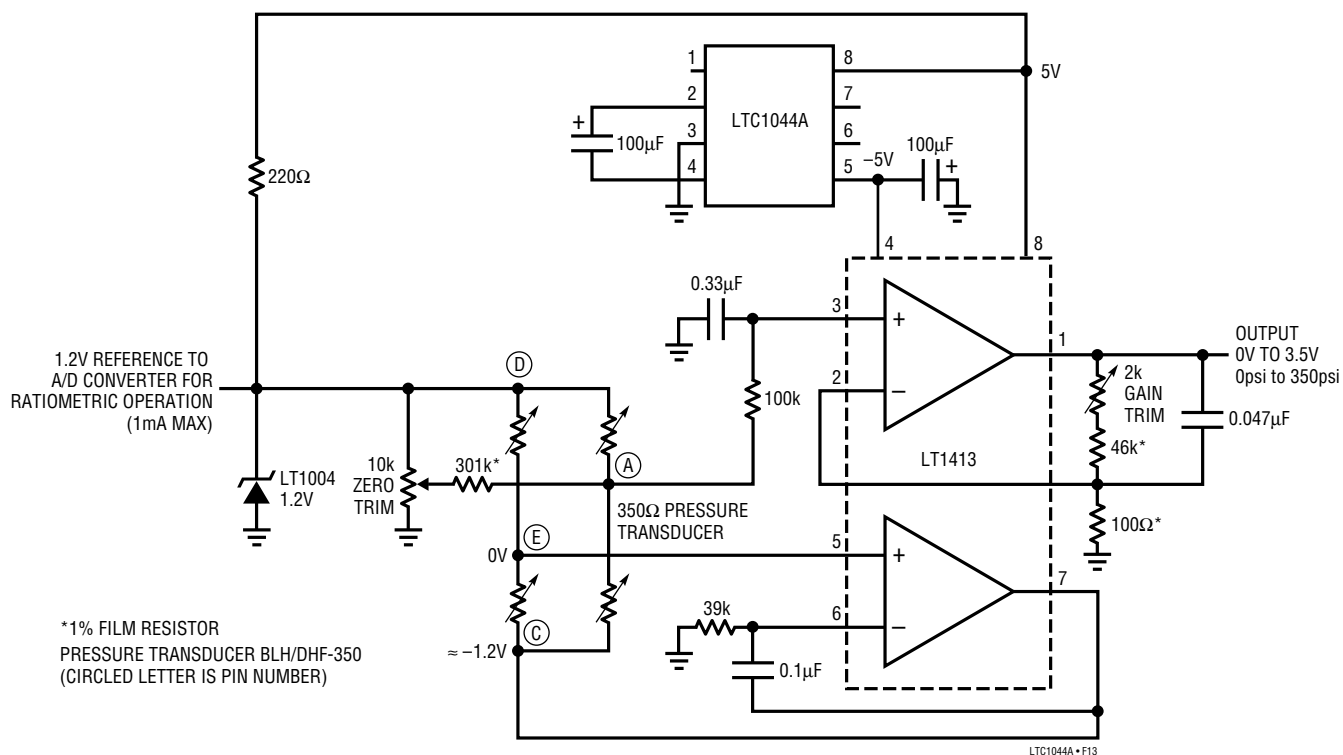 1
2
3
4
LTC1044A
8
7
6
5
5V
+
100µF
–5V
100µF
+
220Ω
4
8
0.33µF
3
+
1
2
–
OUTPUT
0V TO 3.5V
0psi to 350psi
1.2V REFERENCE TO
A/D CONVERTER FOR
RATIOMETRIC OPERATION
(1mA MAX)
D
100k
2k
GAIN
TRIM
0.047µF
46k*
LT1413
LT1004
1.2V
10k
ZERO
TRIM
301k*
A
350Ω PRESSURE
TRANSDUCER
100Ω*
E
0V
5
+
7
39k
6
–
C
≈ –1.2V
0.1µF
*1% FILM RESISTOR
PRESSURE TRANSDUCER BLH/DHF-350
(CIRCLED LETTER IS PIN NUMBER)
LTC1044A • F13